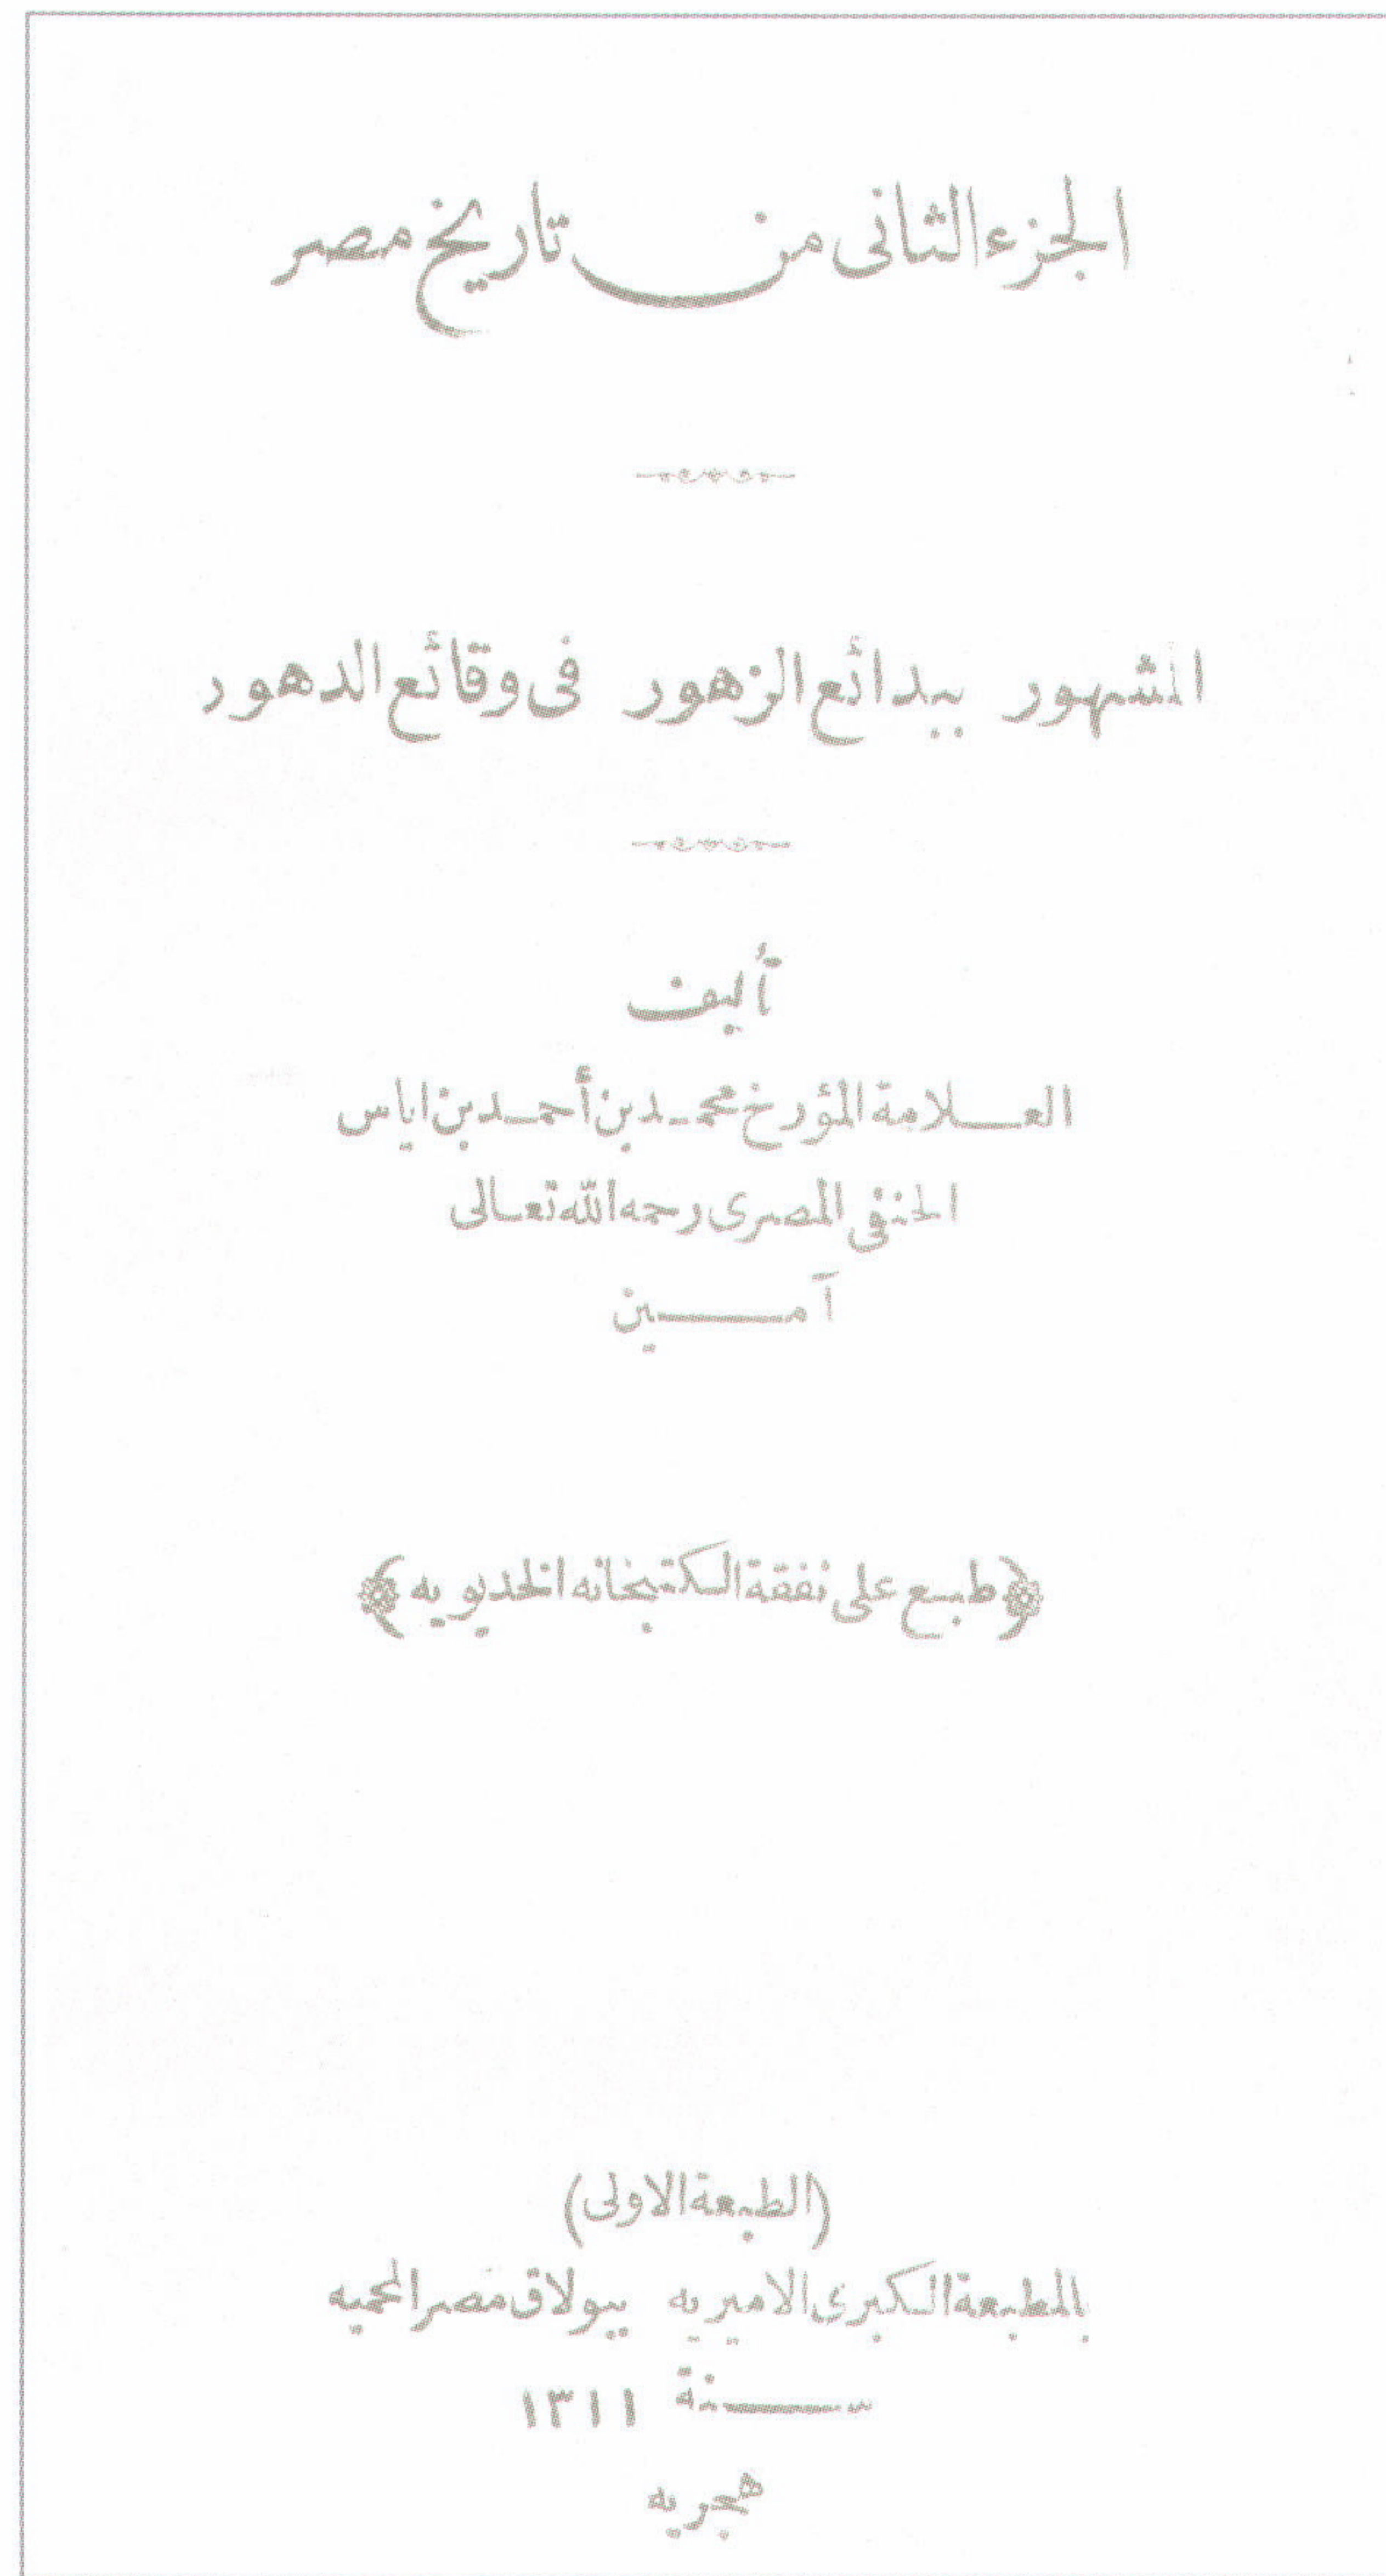 الجزء الثانى من تاريخ مصر
المشهور ببدائع الزهور فى وقائع الدهور
تأليف
العلامة المؤرخ محمد بن أحمد بن اياس
الحنفى المصرى رحمه الله تعالى
آمين
﴿طبع على نفقة الكتبخانه الخديويه﴾
(الطبعة الاولى)
بالمطبعة الكبرى الاميريه ببولاق مصر المحميه
سنة ١٣١١
هجريه